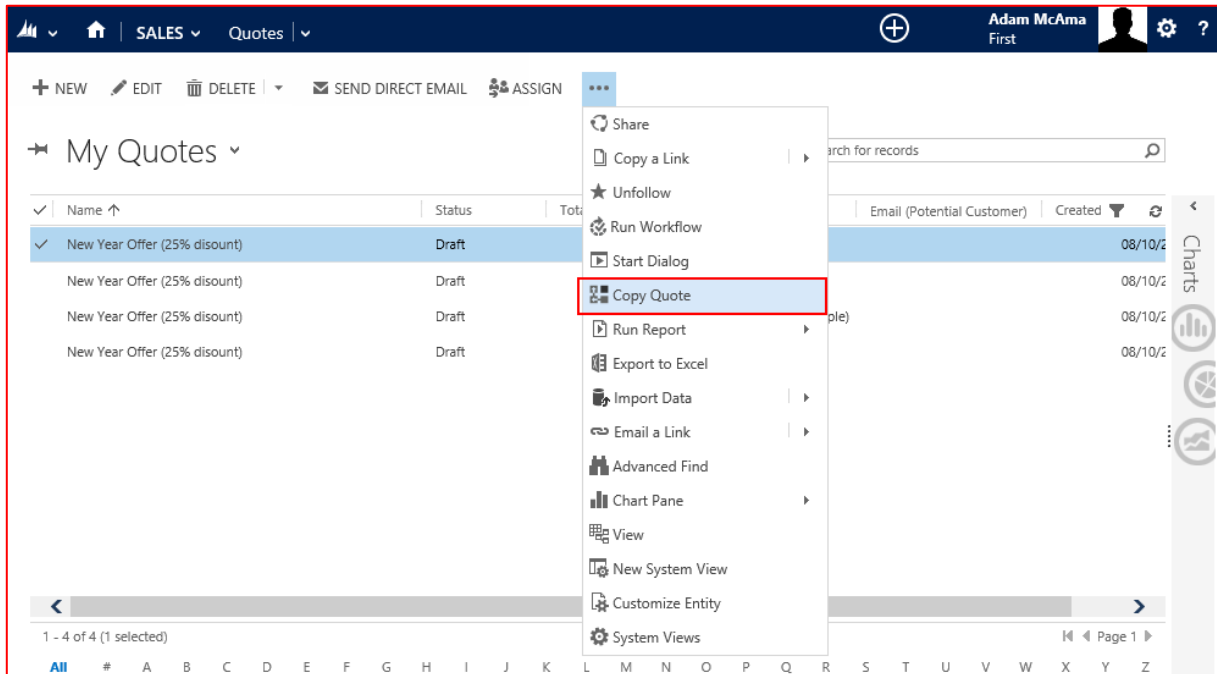 SALES Quotes Adam McAma
First ?
NEW EDIT DELETE SEND DIRECT EMAIL ASSIGN
Share
My Quotes
Copy a Link
arch for records
Unfollow
Name Status Tota Email (Potential Customer) Created
Run Workflow
New Year Offer (25% disount) Draft 08/10/2
Start Dialog
Charts
New Year Offer (25% disount) Draft 08/10/2
Copy Quote
New Year Offer (25% disount) Draft ple) 08/10/2
Run Report
New Year Offer (25% disount) Draft 08/10/2
Export to Excel
Import Data
Email a Link
Advanced Find
Chart Pane
View
New System View
Customize Entity
System Views
1 - 4 of 4 (1 selected) Page 1
All # A B C D E F G H I J K L M N O P Q R S T U V W X Y Z